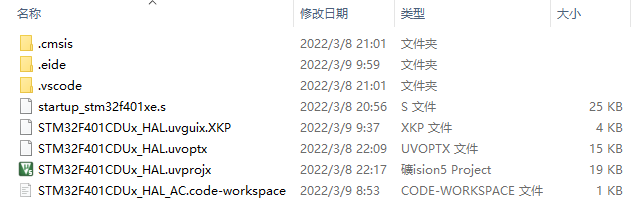 名称 修改日期 类型 大小
.cmsis 2022/3/8 21:01 文件夹
.eide 2022/3/9 9:59 文件夹
.vscode 2022/3/8 21:01 文件夹
startup_stm32f401xe.s 2022/3/8 20:56 S 文件 25 KB
STM32F401CDUx_HAL.uvguix.XKP 2022/3/9 9:37 XKP 文件 4 KB
STM32F401CDUx_HAL.uvoptx 2022/3/8 22:09 UVOPTX 文件 15 KB
STM32F401CDUx_HAL.uvprojx 2022/3/8 22:17 礦ision5 Project 19 KB
STM32F401CDUx_HAL_AC.code-workspace 2022/3/9 8:53 CODE-WORKSPACE 文件 1 KB